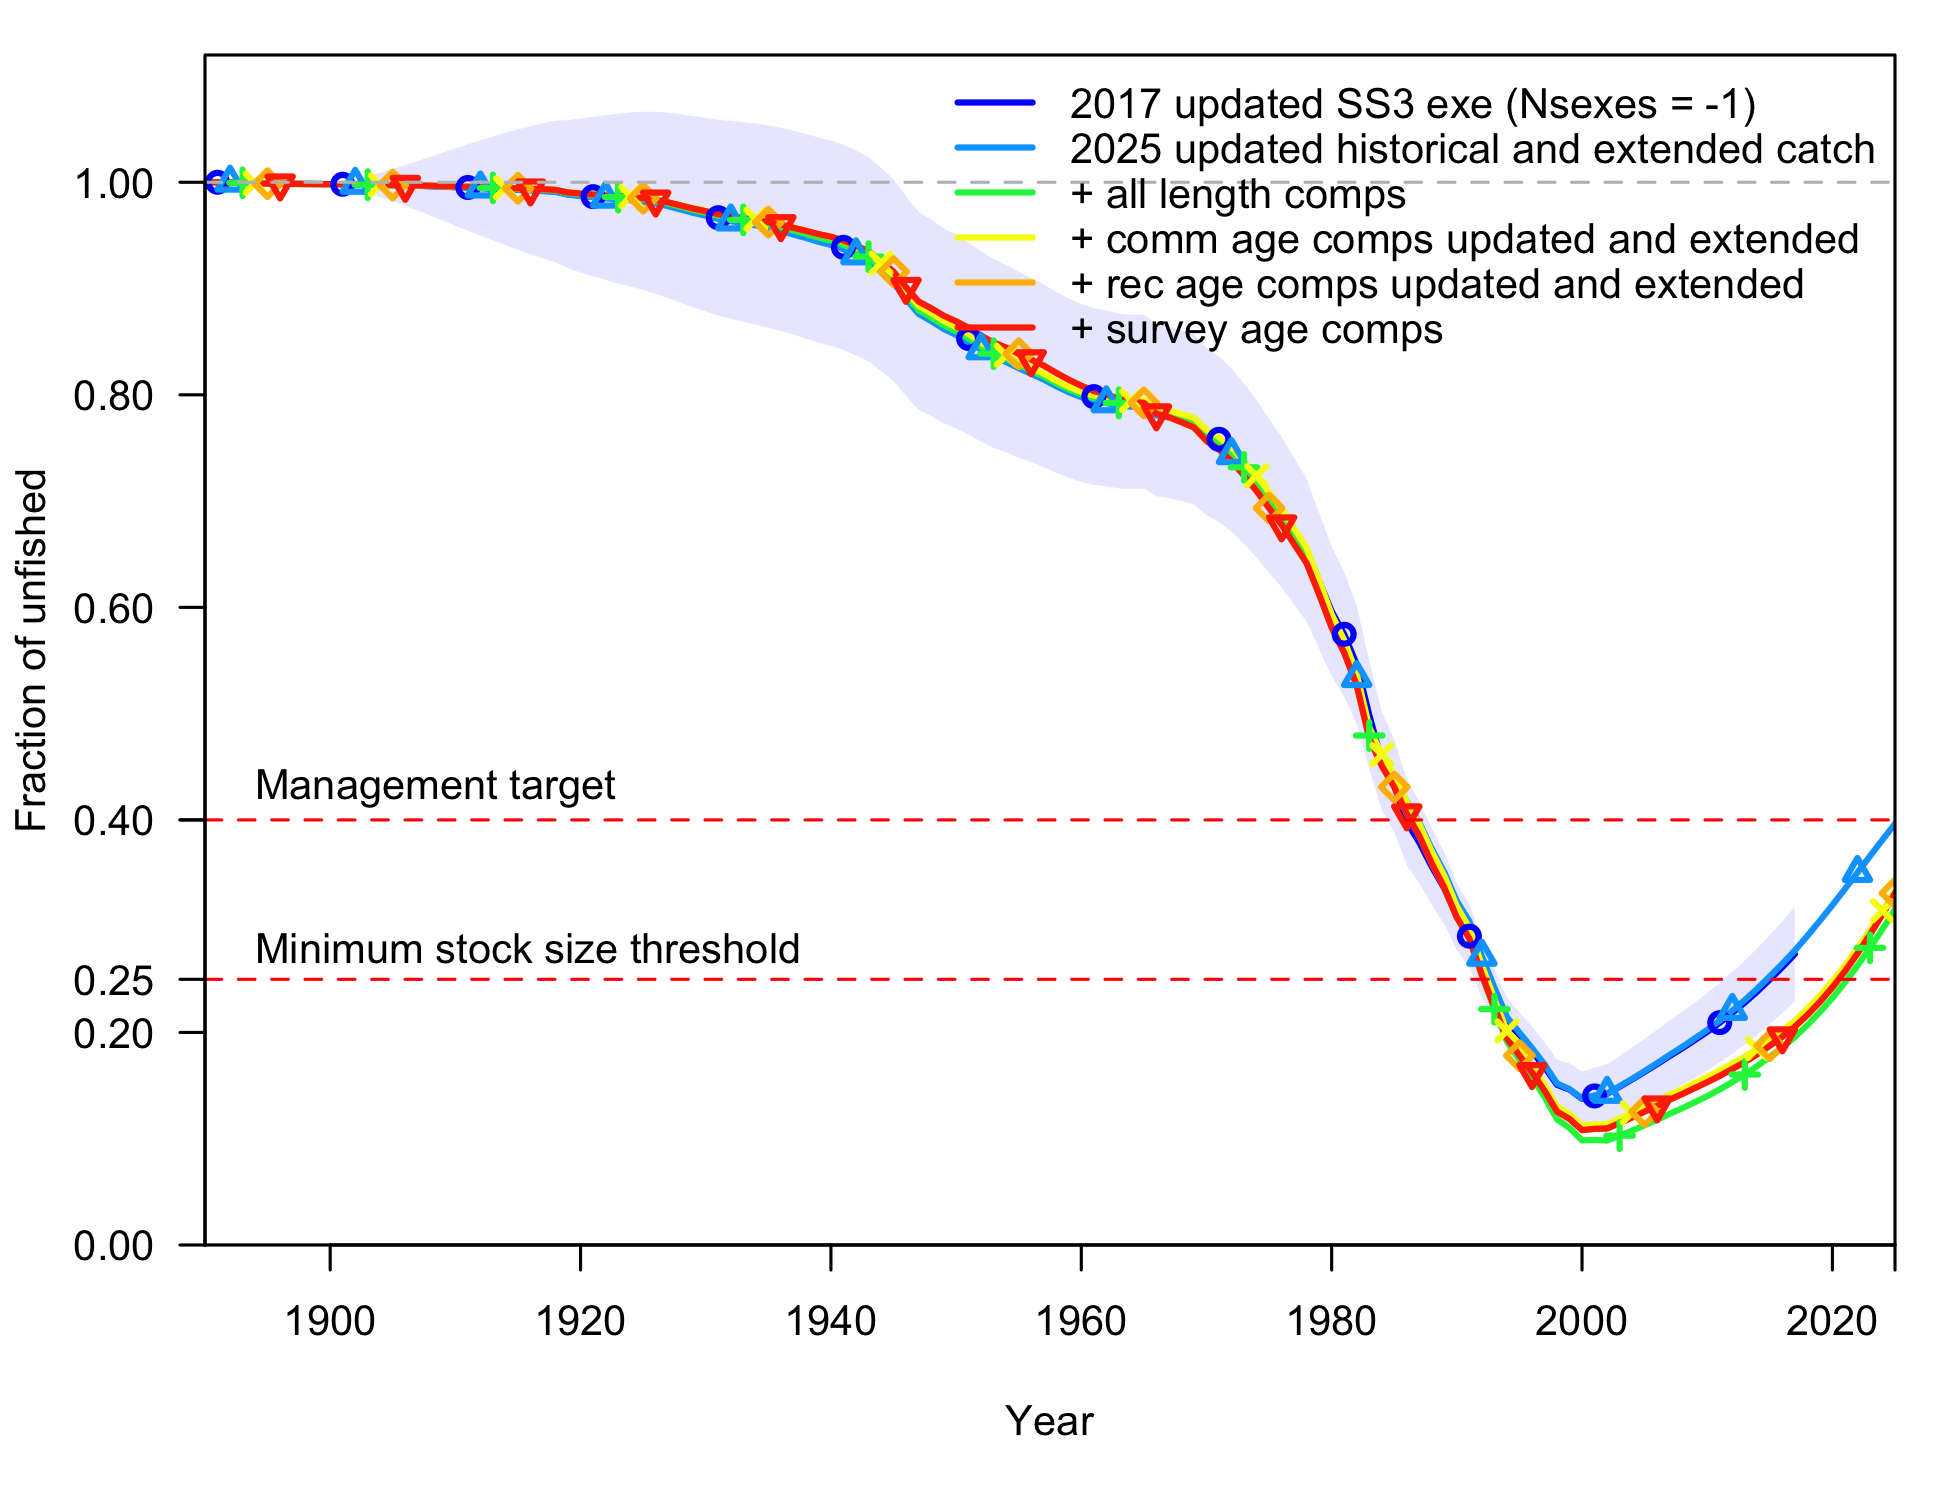 2017 updated SS3 exe (Nsexes = -1)
2025 updated historical and extended catch
+ all length comps
+ comm age comps updated and extended
+ rec age comps updated and extended
+ survey age comps
1.00
0.80
0.60
0.40
0.25
0.20
0.00
Fraction of unfished
Management target
Minimum stock size threshold
1900
1920
1940
1960
1980
2000
2020
Year